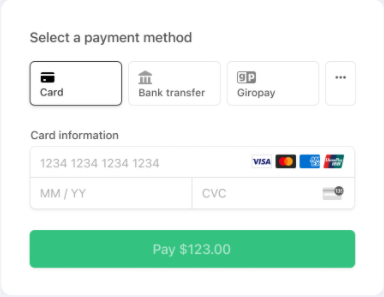 Select a payment method
Card
Bank transfer
Giropay
Card information
1234 1234 1234 1234
VISA
MM / YY
CVC
Pay $123.00